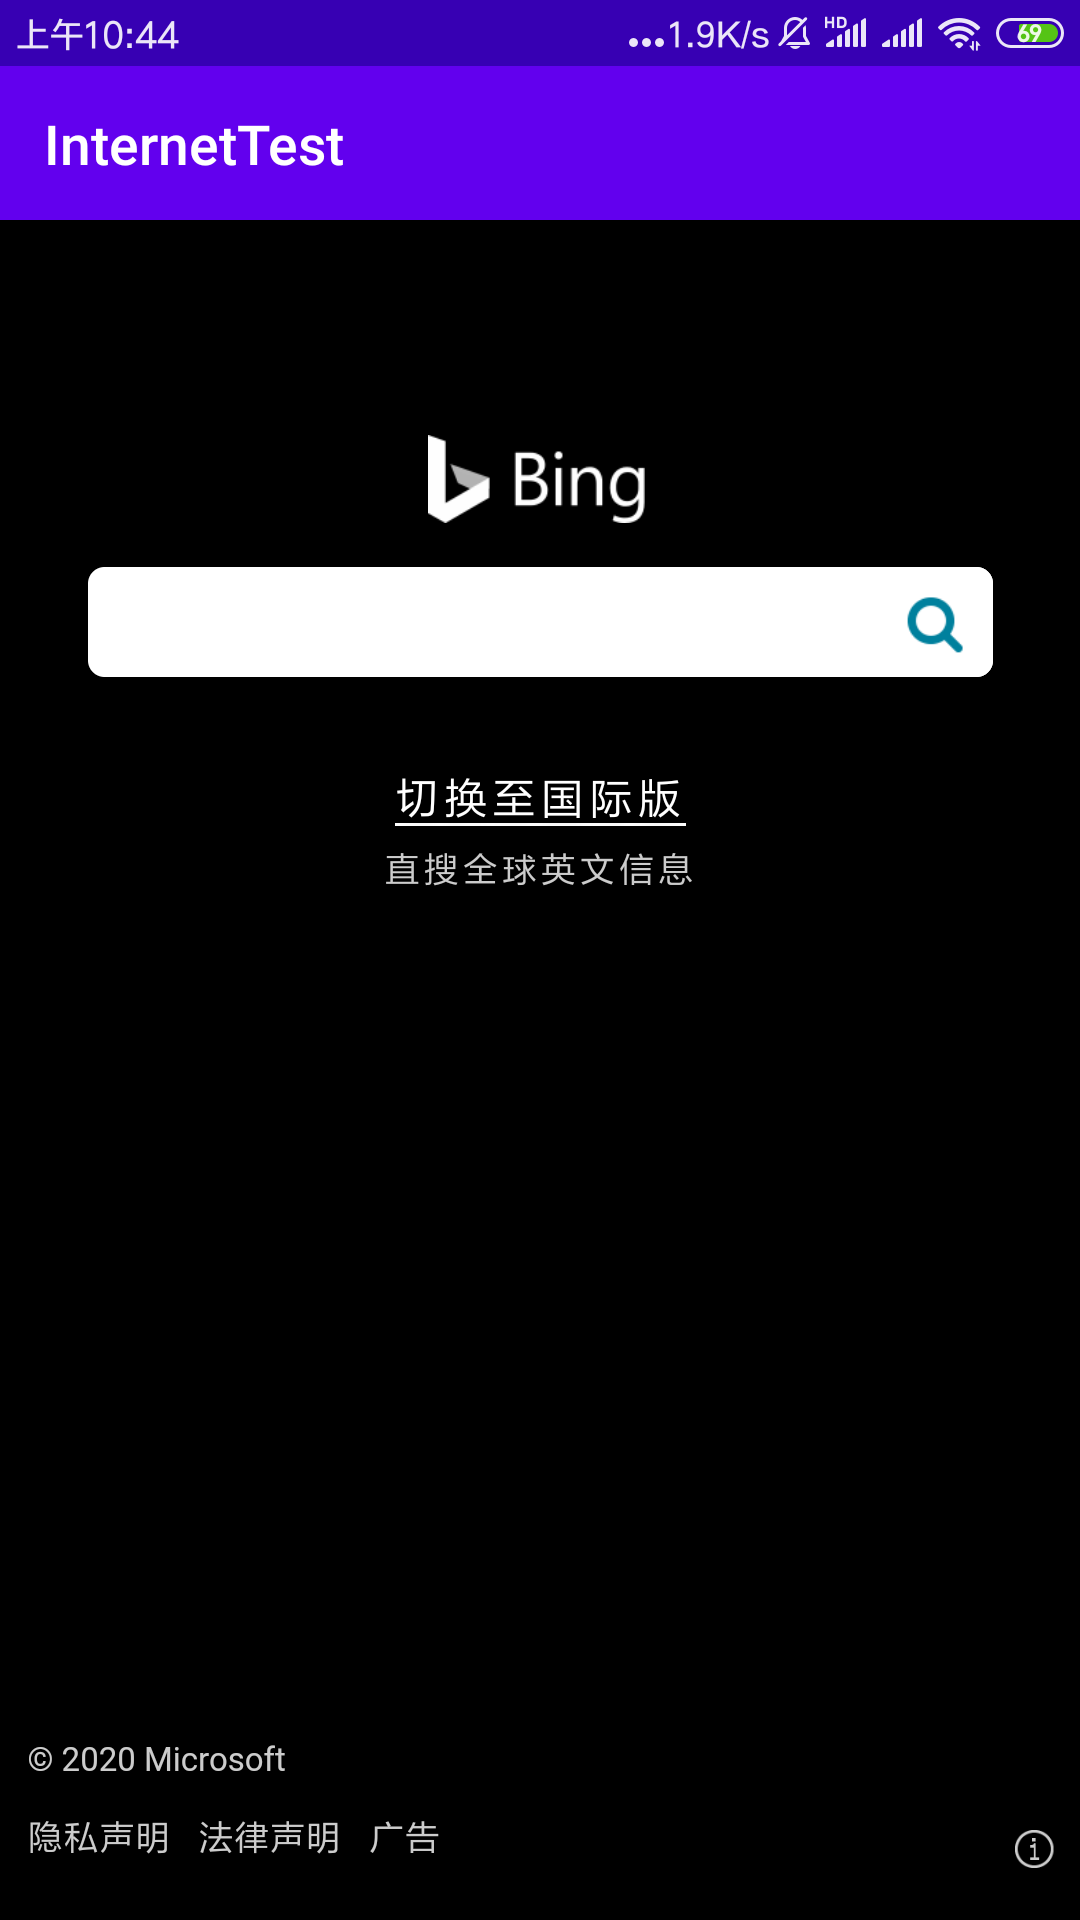 上午10:44
...1.9K/s HD 69
InternetTest
Bing
切换至国际版
直搜全球英文信息
© 2020 Microsoft
隐私声明 法律声明 广告